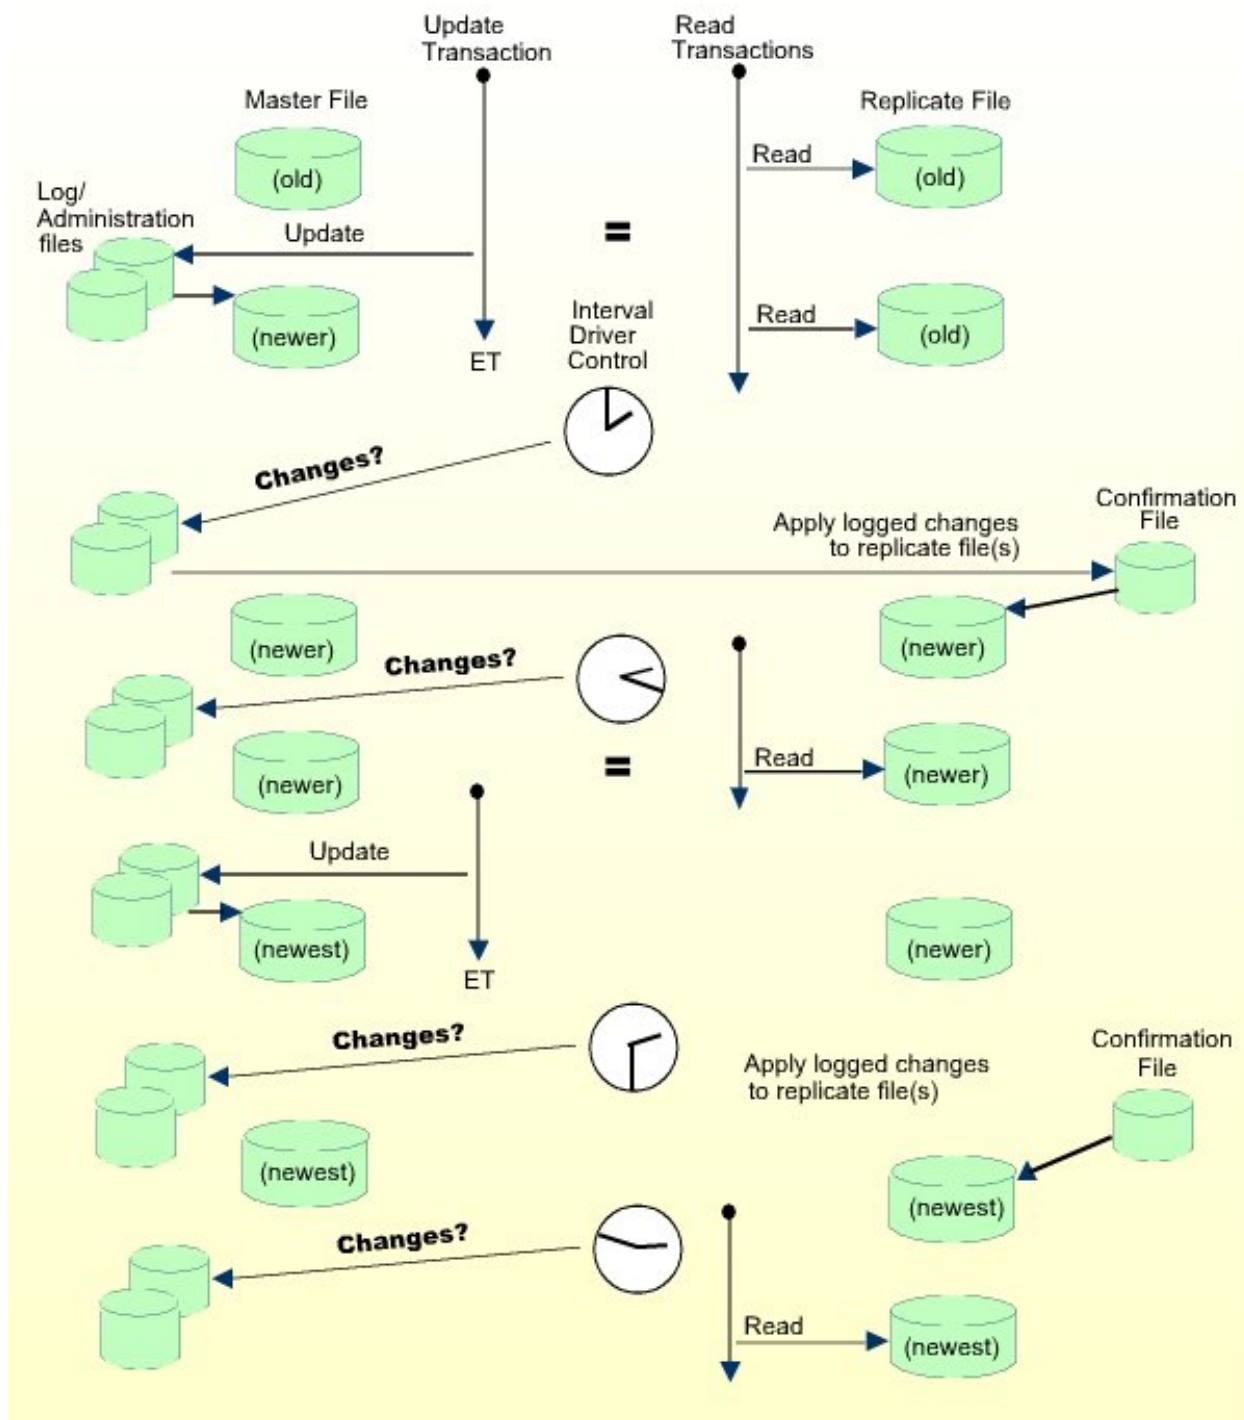 Update
Transaction
Read
Transactions
Master File
Replicate File
(old)
Read
(old)
Log/
Administration
files
Update
=
(newer)
Interval
Driver
Control
Read
(old)
ET
Changes?
Confirmation
File
Apply logged changes
to replicate file(s)
(newer)
Changes?
(newer)
(newer)
=
Read
(newer)
Update
(newest)
(newer)
ET
Changes?
Apply logged changes
to replicate file(s)
Confirmation
File
(newest)
(newest)
Changes?
Read
(newest)